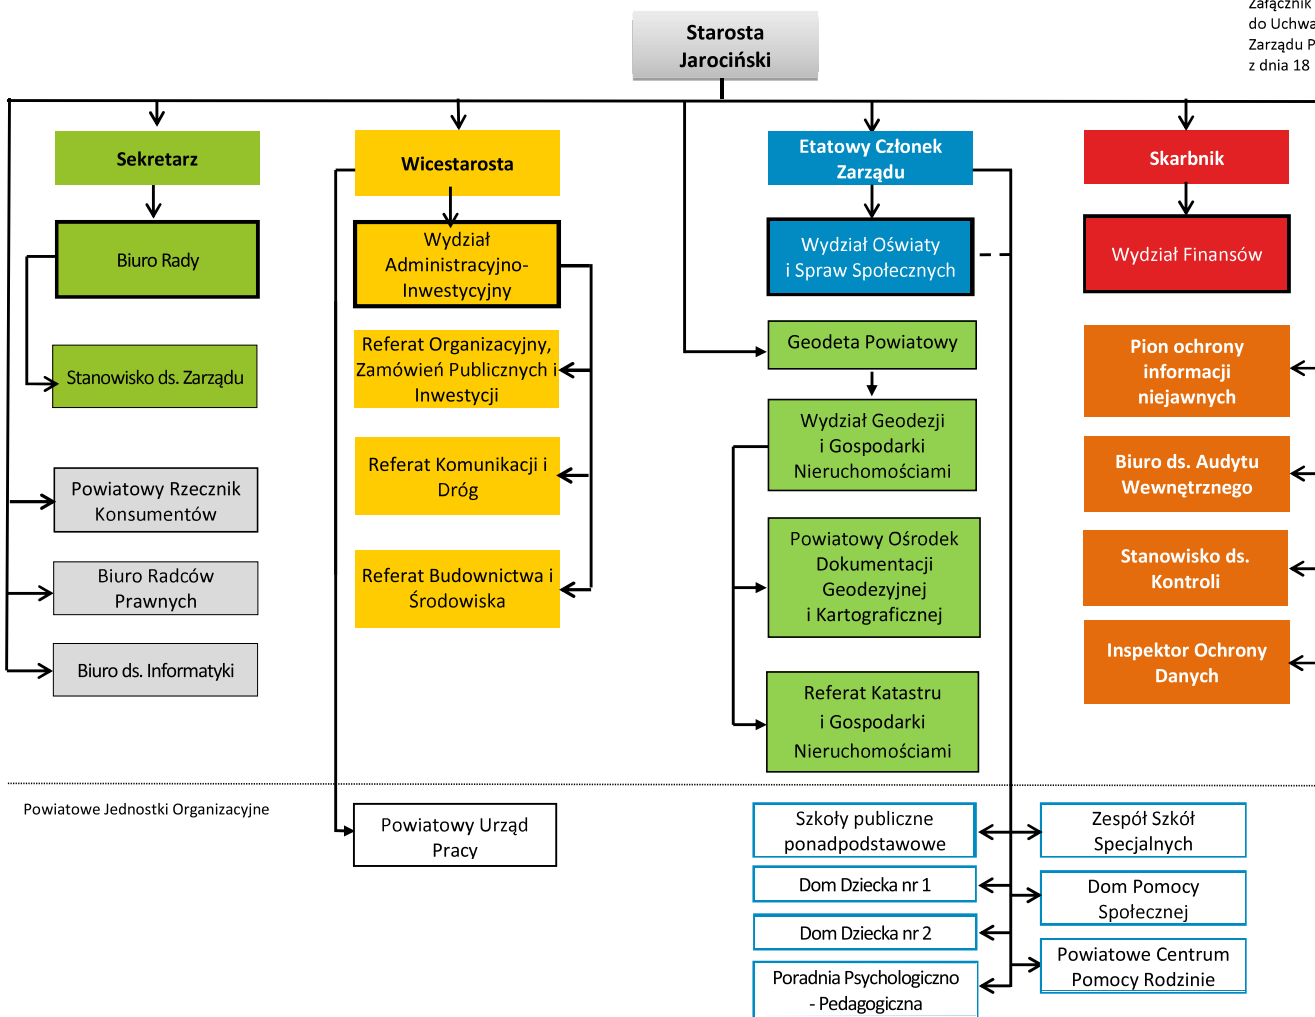 Załącznik
do Uchwa
Zarządu P
z dnia 18
Starosta
Jarociński
Sekretarz
Biuro Rady
Stanowisko ds. Zarządu
Powiatowy Rzecznik
Konsumentów
Biuro Radców
Prawnych
Biuro ds. Informatyki
Wicestarosta
Wydział
Administracyjno-
Inwestycyjny
Referat Organizacyjny,
Zamówień Publicznych i
Inwestycji
Referat Komunikacji i
Dróg
Referat Budownictwa i
Środowiska
Etatowy Członek
Zarządu
Wydział Oświaty
i Spraw Społecznych
Geodeta Powiatowy
Wydział Geodezji
i Gospodarki
Nieruchomościami
Powiatowy Ośrodek
Dokumentacji
Geodezyjnej
i Kartograficznej
Referat Katastru
i Gospodarki
Nieruchomościami
Skarbnik
Wydział Finansów
Pion ochrony
informacji
niejawnych
Biuro ds. Audytu
Wewnętrznego
Stanowisko ds.
Kontroli
Inspektor Ochrony
Danych
Powiatowe Jednostki Organizacyjne
Powiatowy Urząd
Pracy
Szkoły publiczne
ponadpodstawowe
Dom Dziecka nr 1
Dom Dziecka nr 2
Poradnia Psychologiczno
- Pedagogiczna
Zespół Szkół
Specjalnych
Dom Pomocy
Społecznej
Powiatowe Centrum
Pomocy Rodzinie